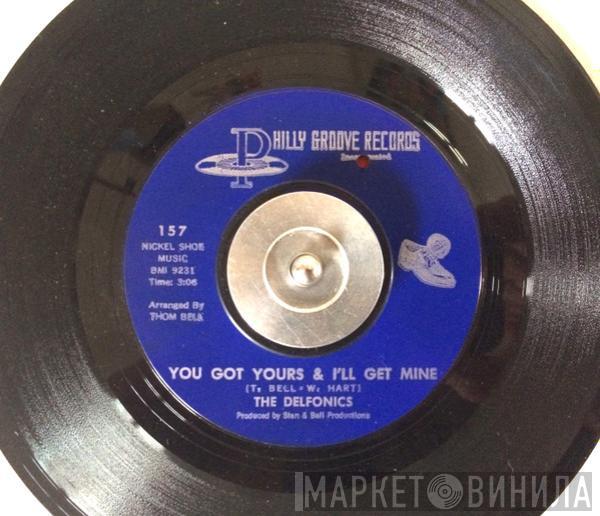 PHILLY GROOVE RECORDS
Incorporated
157
NICKEL SHOE
MUSIC
BMI 9231
Time: 3:06
Arranged By
THOM BELL
YOU GOT YOURS & I'LL GET MINE
(T. BELL - W. HART)
THE DELFONICS
Produced by Stan & Bell Productions
МАРКЕТ ВИНИЛА